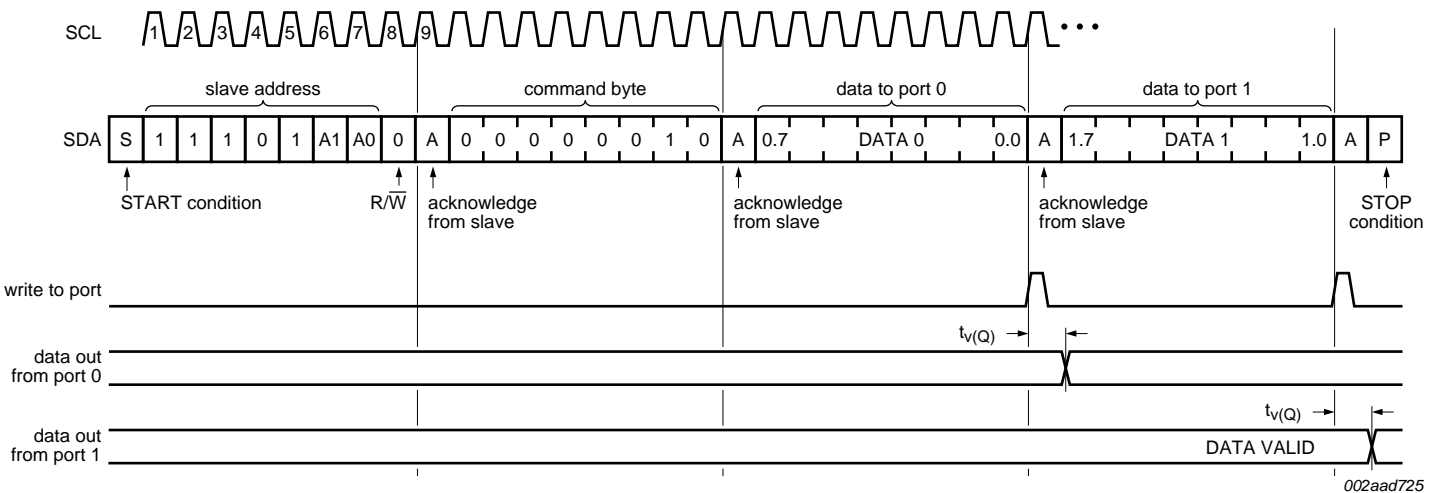 SCL 1 2 3 4 5 6 7 8 9 • • •
slave address command byte data to port 0 data to port 1
SDA S 1 1 1 0 1 A1 A0 0 A 0 0 0 0 0 0 1 0 A 0.7 DATA 0 0.0 A 1.7 DATA 1 1.0 A P
START condition R/W̅ acknowledge from slave acknowledge from slave acknowledge from slave STOP condition
write to port
tv(Q)
data out
from port 0
tv(Q)
data out
from port 1 DATA VALID
002aad725